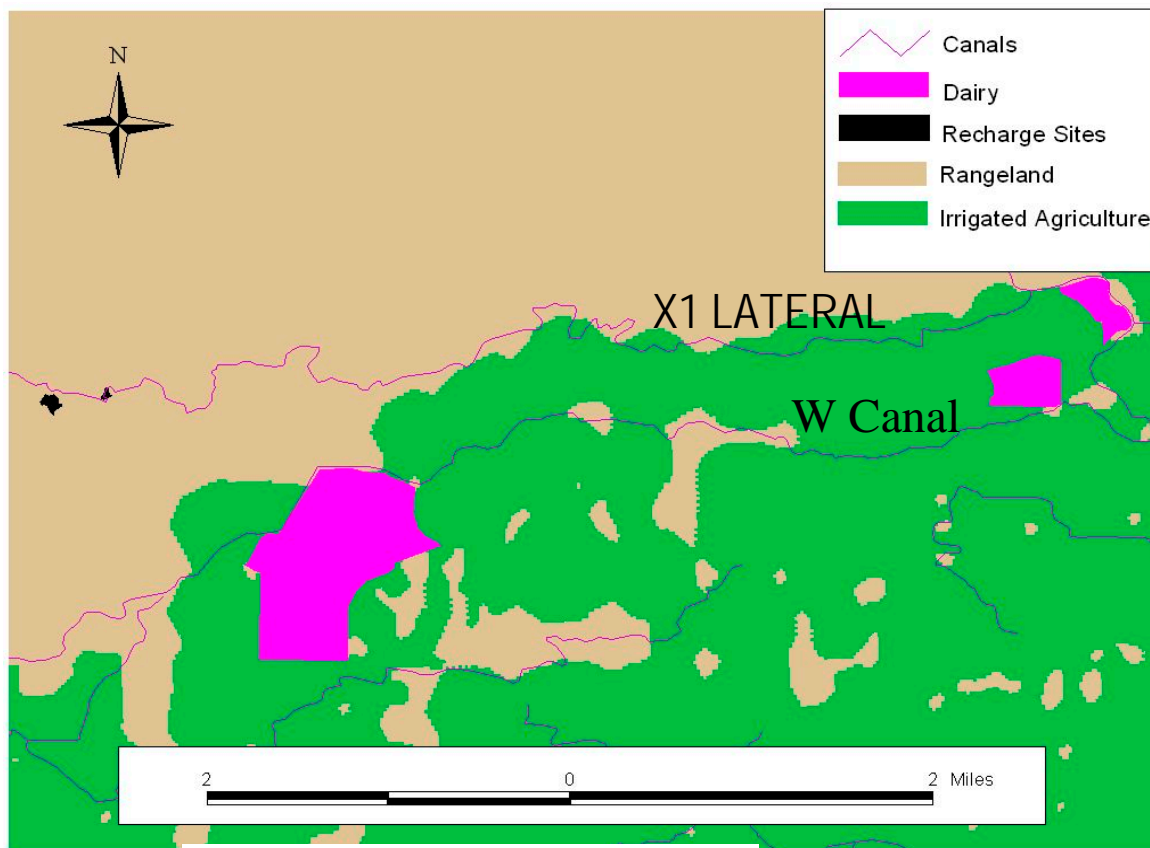 N
Canals
Dairy
Recharge Sites
Rangeland
Irrigated Agriculture
X1 LATERAL
W Canal
2 0 2 Miles